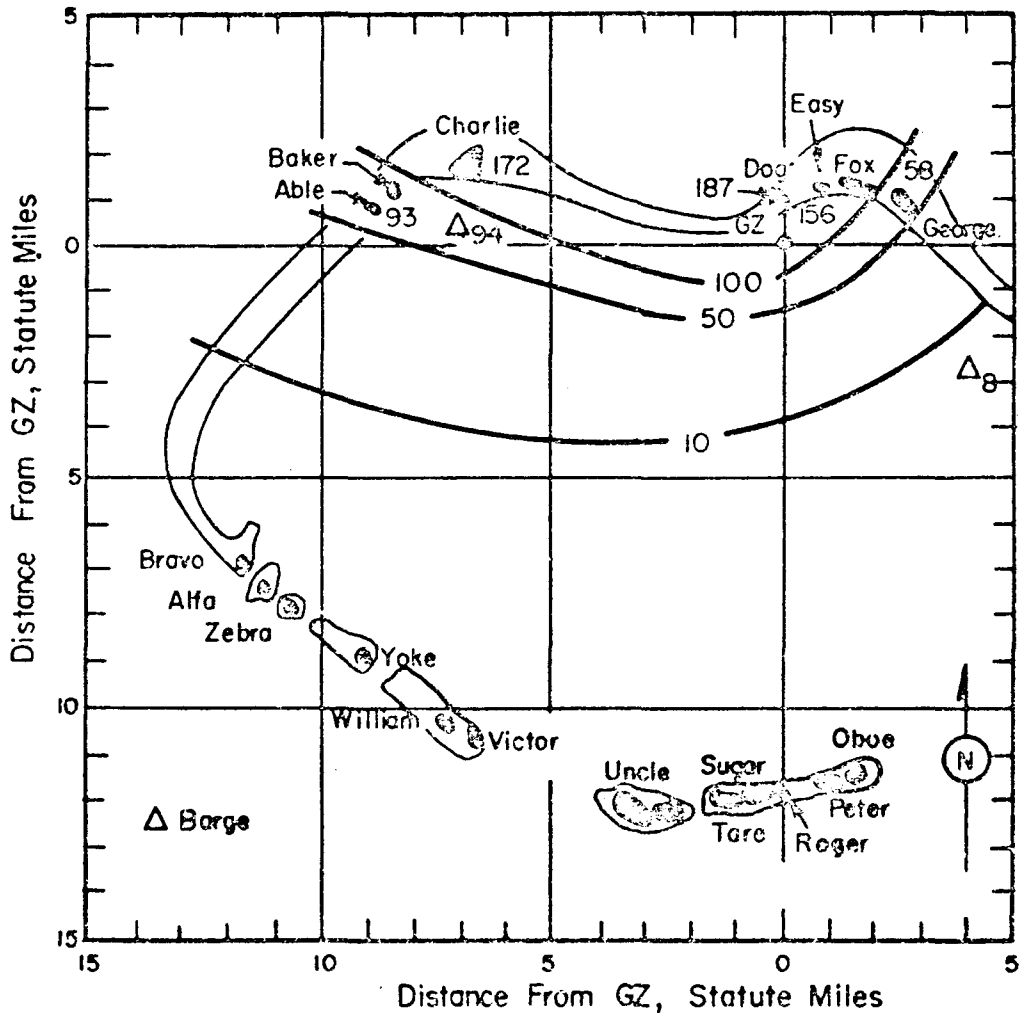 5
Easy
Charlie
Baker
172
Dog
Fox
58
Able
187
93
GZ
156
George
94
0
100
50
8
10
5
Bravo
Alfa
Zebra
Yoke
10
William
Victor
Oboe
Uncle
Sugar
N
Barge
Tare
Peter
Roger
15
15
10
5
0
5
Distance From GZ, Statute Miles
Distance From GZ, Statute Miles